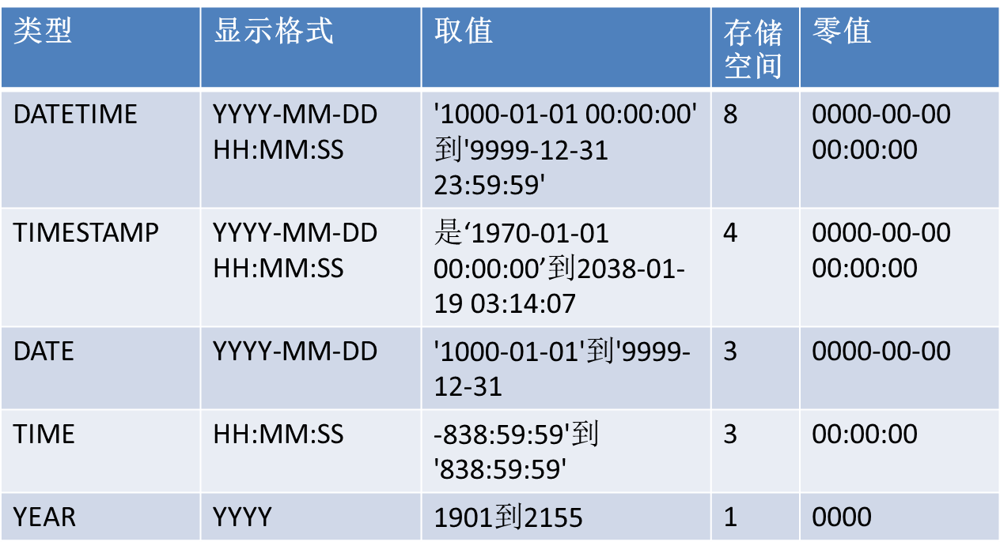 类型
显示格式
取值
存储
空间
零值
DATETIME
YYYY-MM-DD
HH:MM:SS
'1000-01-01 00:00:00'
到'9999-12-31
23:59:59'
8
0000-00-00
00:00:00
TIMESTAMP
YYYY-MM-DD
HH:MM:SS
是‘1970-01-01
00:00:00’到2038-01-
19 03:14:07
4
0000-00-00
00:00:00
DATE
YYYY-MM-DD
'1000-01-01'到'9999-
12-31
3
0000-00-00
TIME
HH:MM:SS
-838:59:59'到
'838:59:59'
3
00:00:00
YEAR
YYYY
1901到2155
1
0000